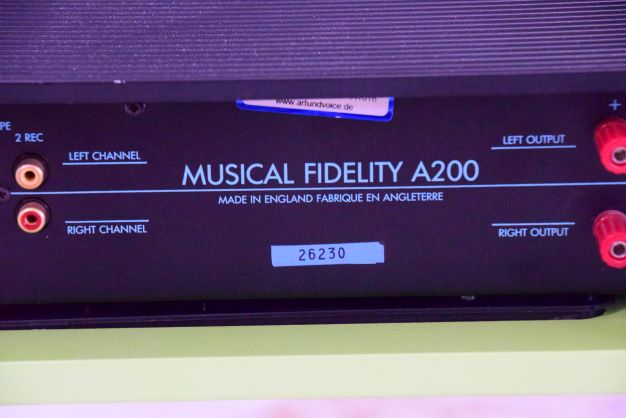 www.artundvoice.de
2 REC
LEFT CHANNEL
MUSICAL FIDELITY A200
MADE IN ENGLAND FABRIQUE EN ANGLETERRE
RIGHT CHANNEL
26230
LEFT OUTPUT
+
RIGHT OUTPUT